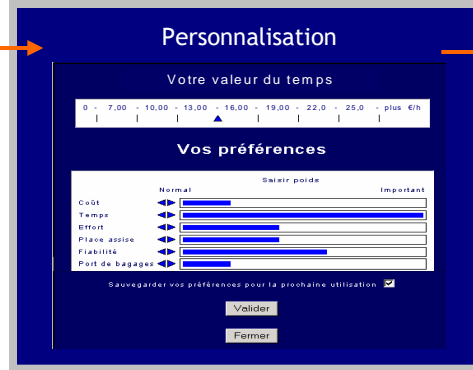 Personnalisation
Votre valeur du temps
0 - 7,00 - 10,00 - 13,00 - 16,00 - 19,00 - 22,0 - 25,0 - plus €/h
Vos préférences
Saisir poids
Normal Important
Coût
Temps
Effort
Place assise
Fiabilité
Port de bagages
Sauvegarder vos préférences pour la prochaine utilisation
Valider
Fermer